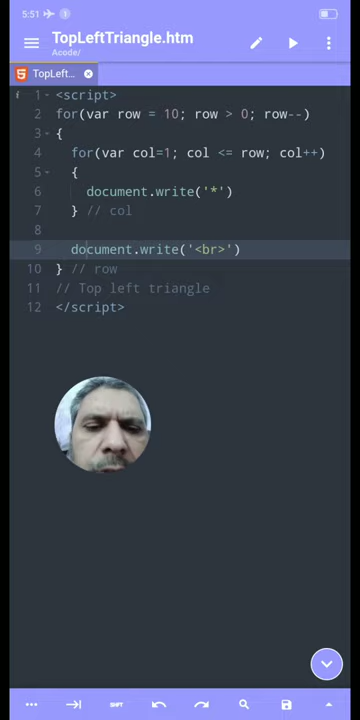 5:51 1
TopLeftTriangle.htm
Acode/
TopLeft...
1 <script>
2 for(var row = 10; row > 0; row--)
3 {
4 for(var col=1; col <= row; col++)
5 {
6 document.write('*')
7 } // col
8
9 document.write('<br>')
10 } // row
11 // Top left triangle
12 </script>
SHIFT